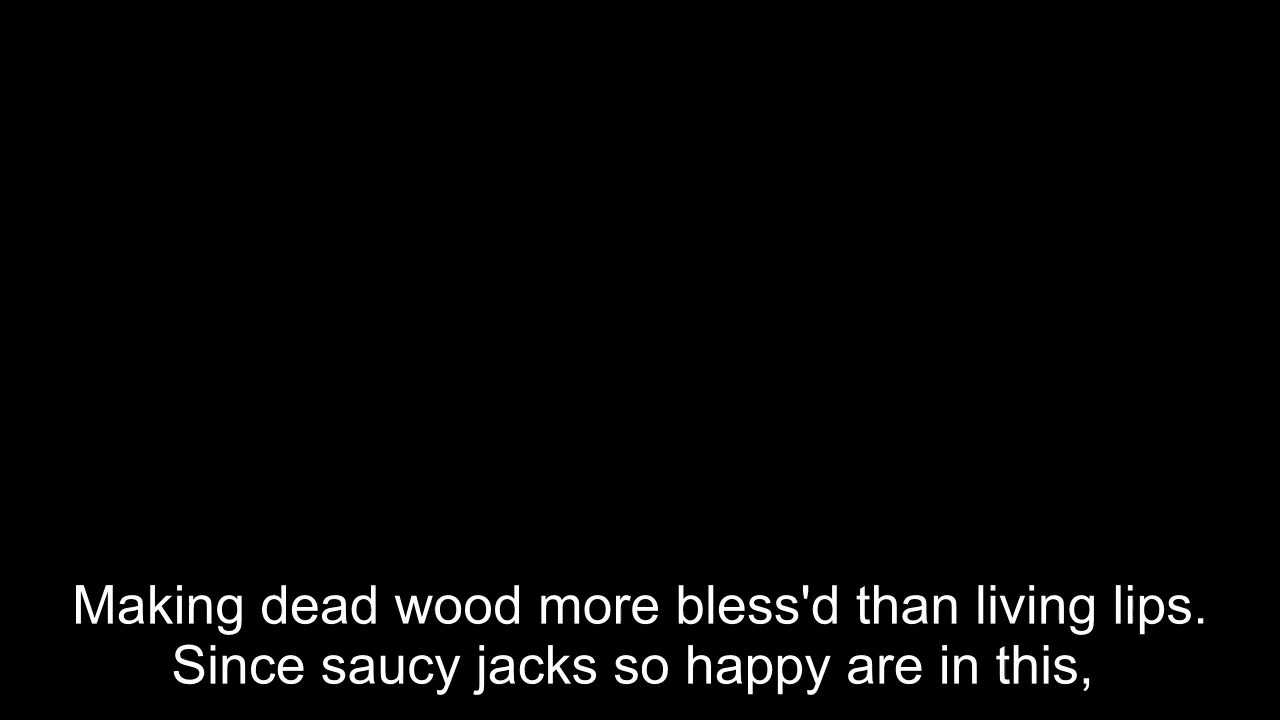 Making dead wood more bless'd than living lips.
Since saucy jacks so happy are in this,